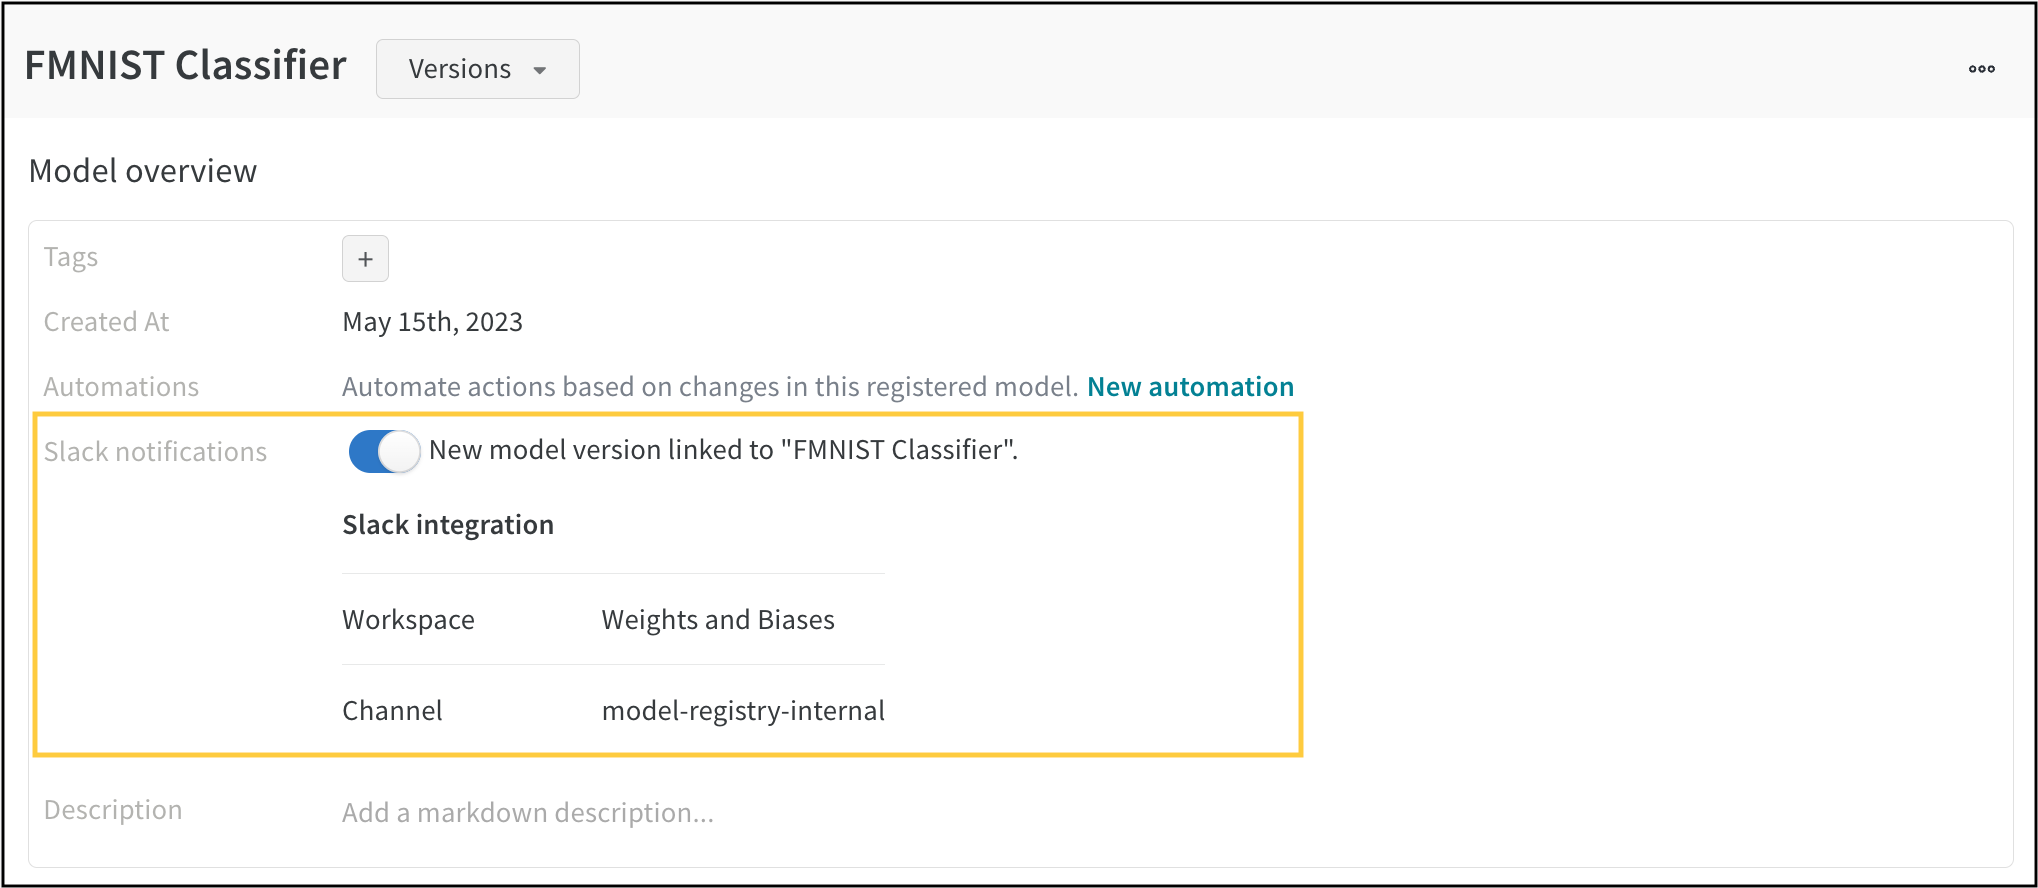 FMNIST Classifier Versions
Model overview
Tags +
Created At May 15th, 2023
Automations Automate actions based on changes in this registered model. New automation
Slack notifications New model version linked to "FMNIST Classifier".
Slack integration
Workspace Weights and Biases
Channel model-registry-internal
Description Add a markdown description...